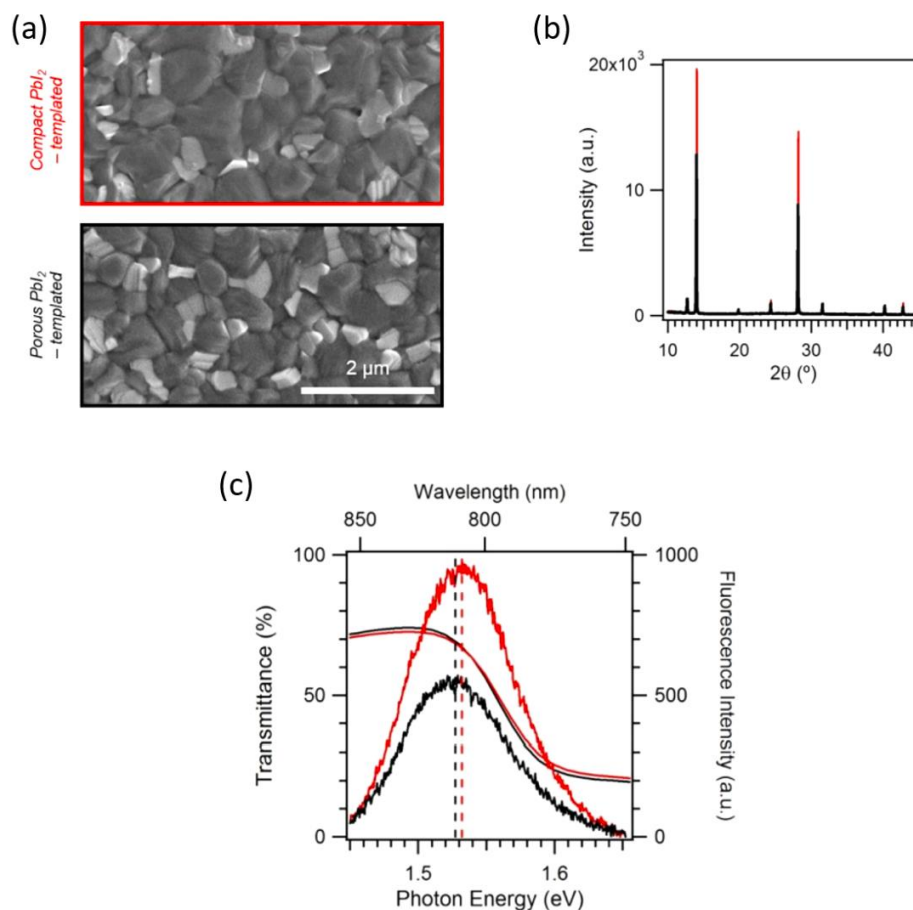 (a)
Compact PbI₂
– templated
Porous PbI₂
– templated
2 µm
(b)
20x10³
10
0
Intensity (a.u.)
10
20
30
40
2θ (º)
(c)
Wavelength (nm)
850
800
750
100
50
0
Transmittance (%)
1000
500
0
Fluorescence Intensity
(a.u.)
1.5
1.6
Photon Energy (eV)